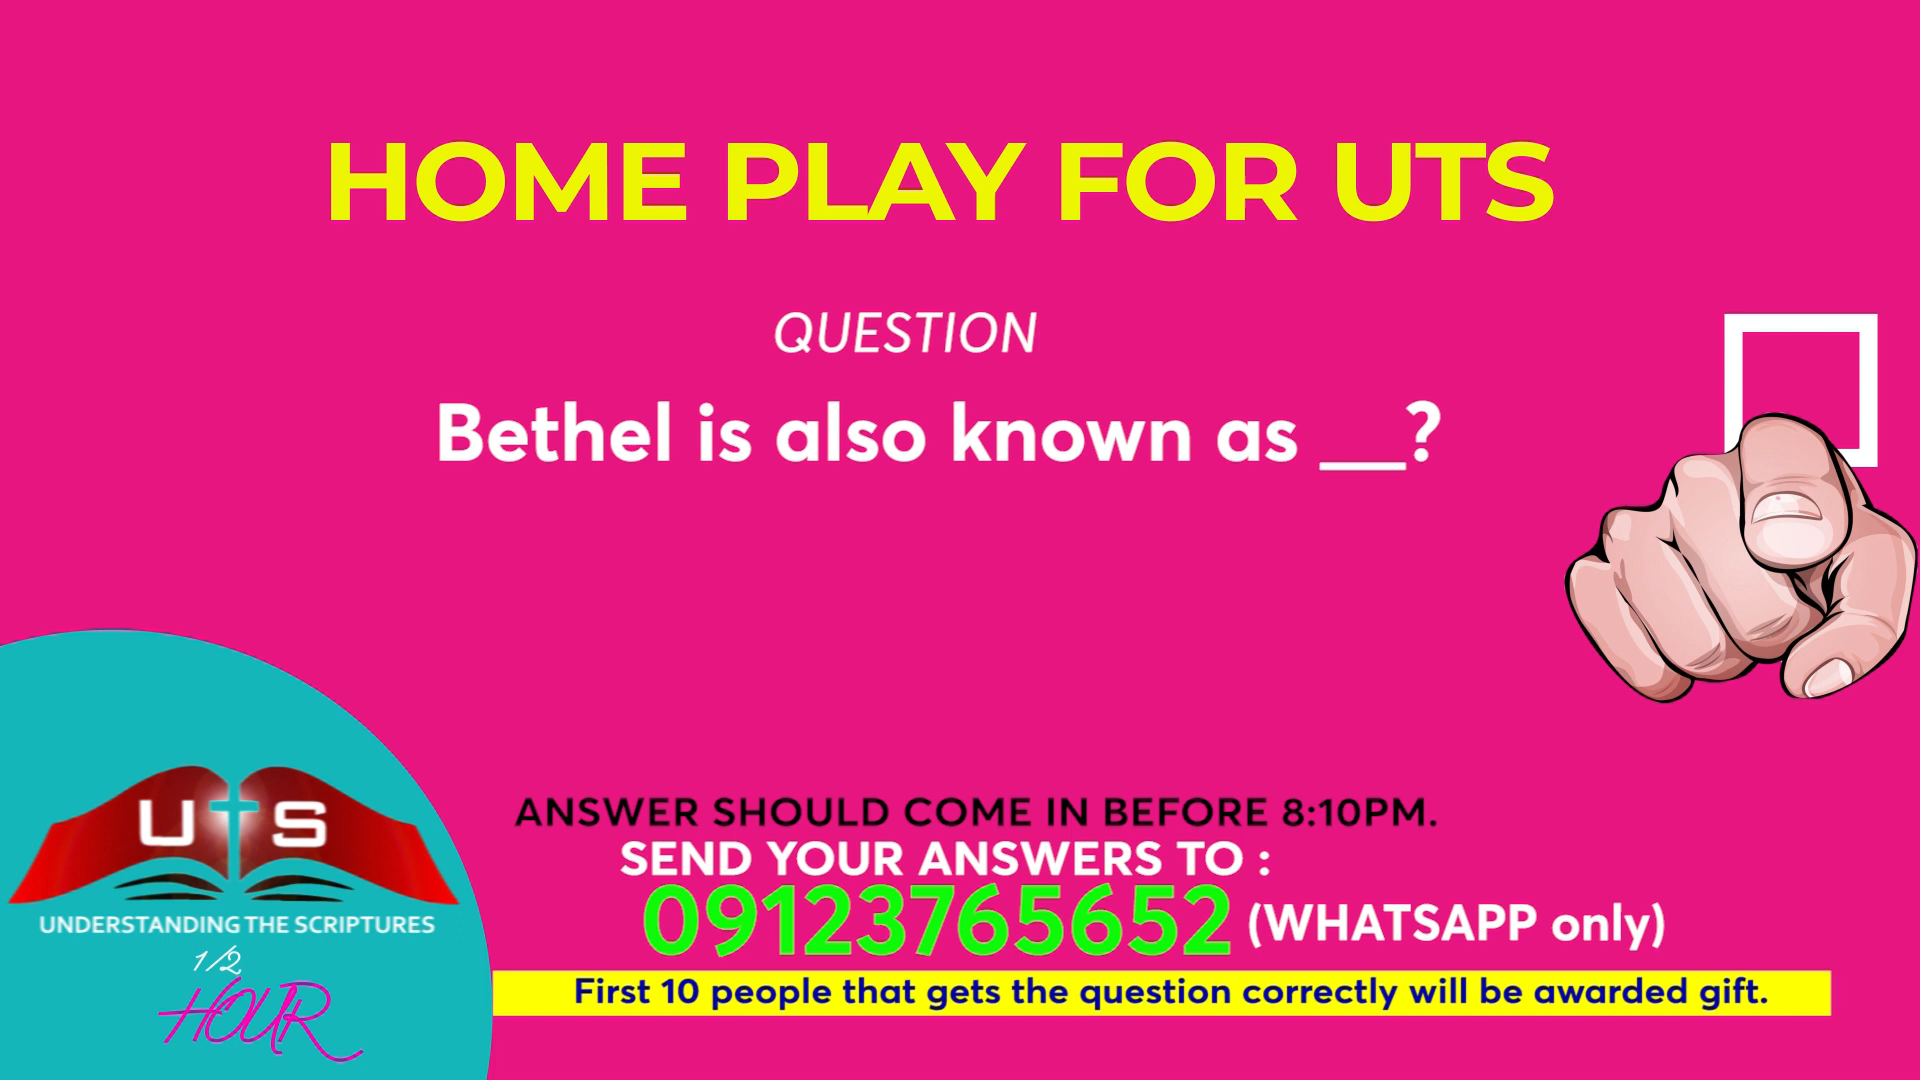 HOME PLAY FOR UTS
QUESTION
Bethel is also known as __?
ANSWER SHOULD COME IN BEFORE 8:10PM.
SEND YOUR ANSWERS TO :
09123765652 (WHATSAPP only)
First 10 people that gets the question correctly will be awarded gift.
UTS
UNDERSTANDING THE SCRIPTURES
1/2
HOUR